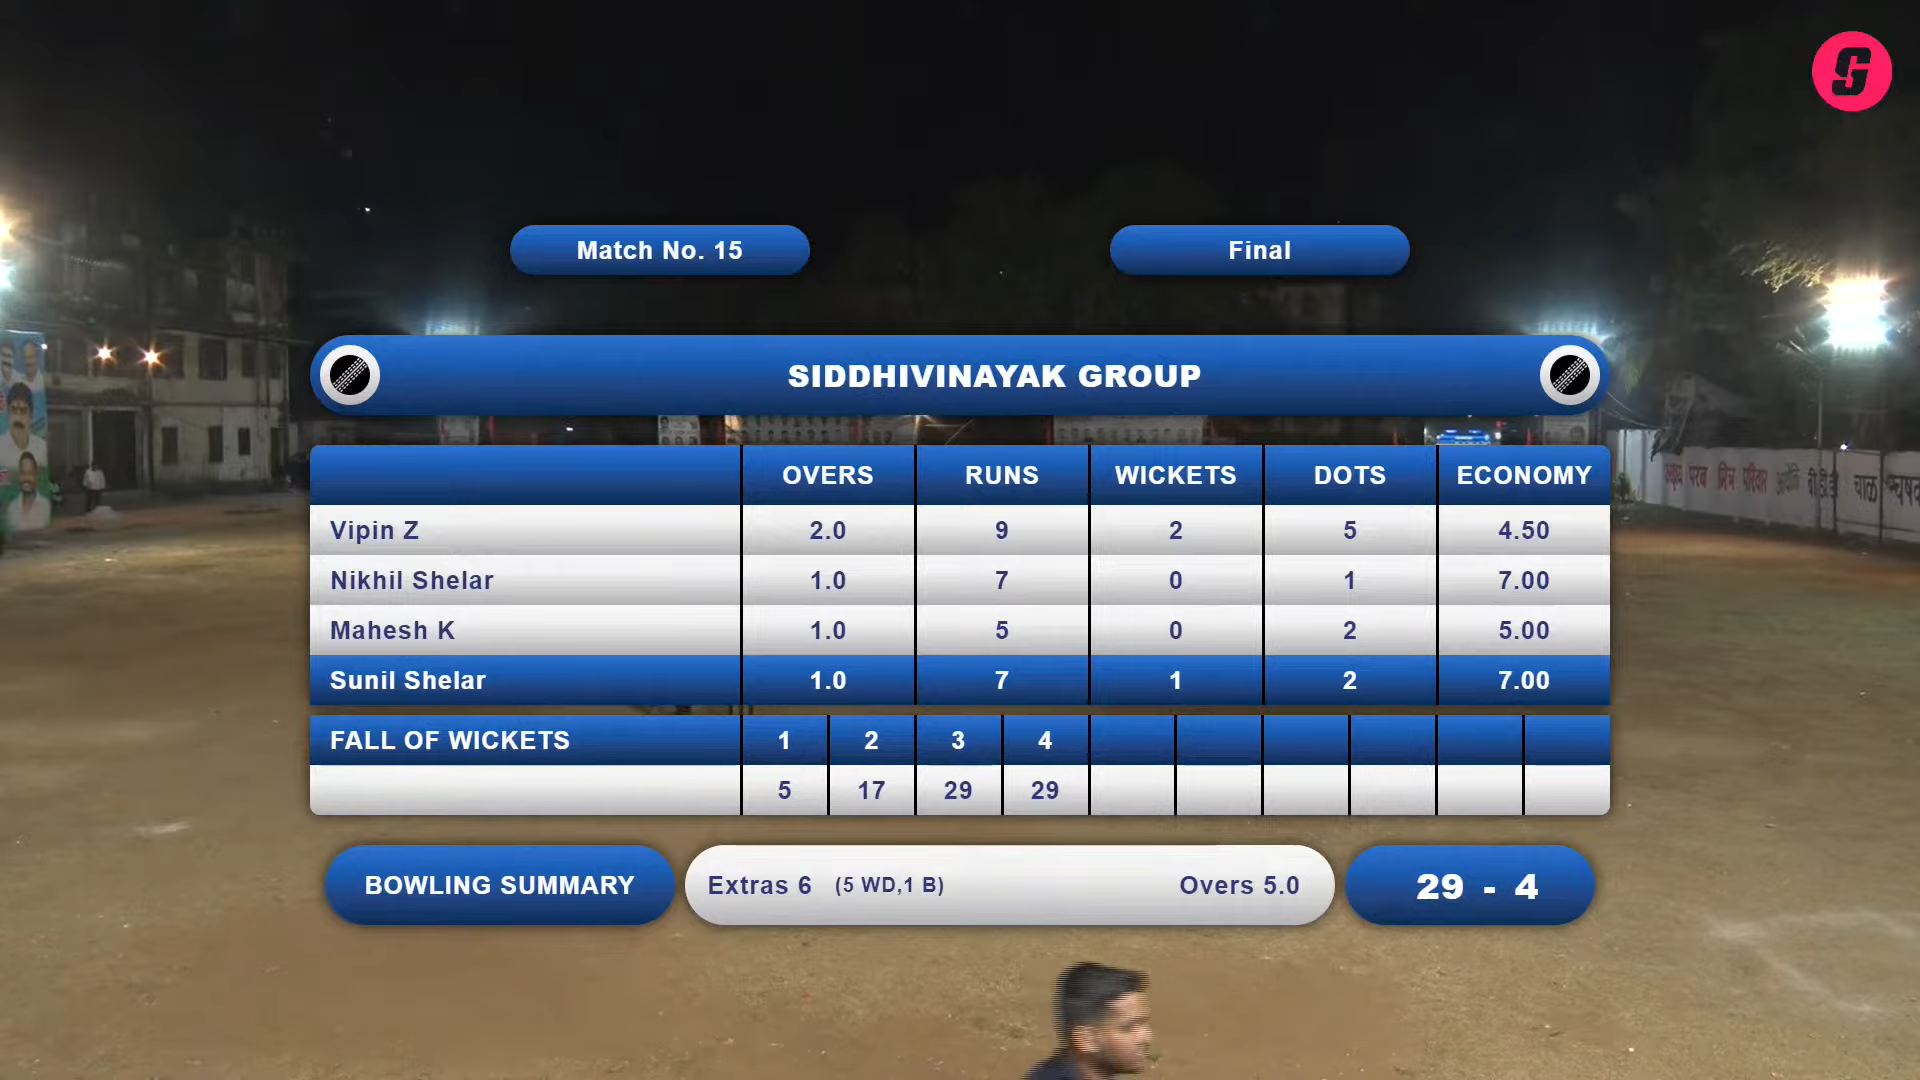 Match No. 15
Final
SIDDHIVINAYAK GROUP
OVERS RUNS WICKETS DOTS ECONOMY
Vipin Z 2.0 9 2 5 4.50
Nikhil Shelar 1.0 7 0 1 7.00
Mahesh K 1.0 5 0 2 5.00
Sunil Shelar 1.0 7 1 2 7.00
FALL OF WICKETS 1 2 3 4
5 17 29 29
BOWLING SUMMARY
Extras 6 (5 WD,1 B) Overs 5.0
29 - 4
मित्र परिवार
चाळ